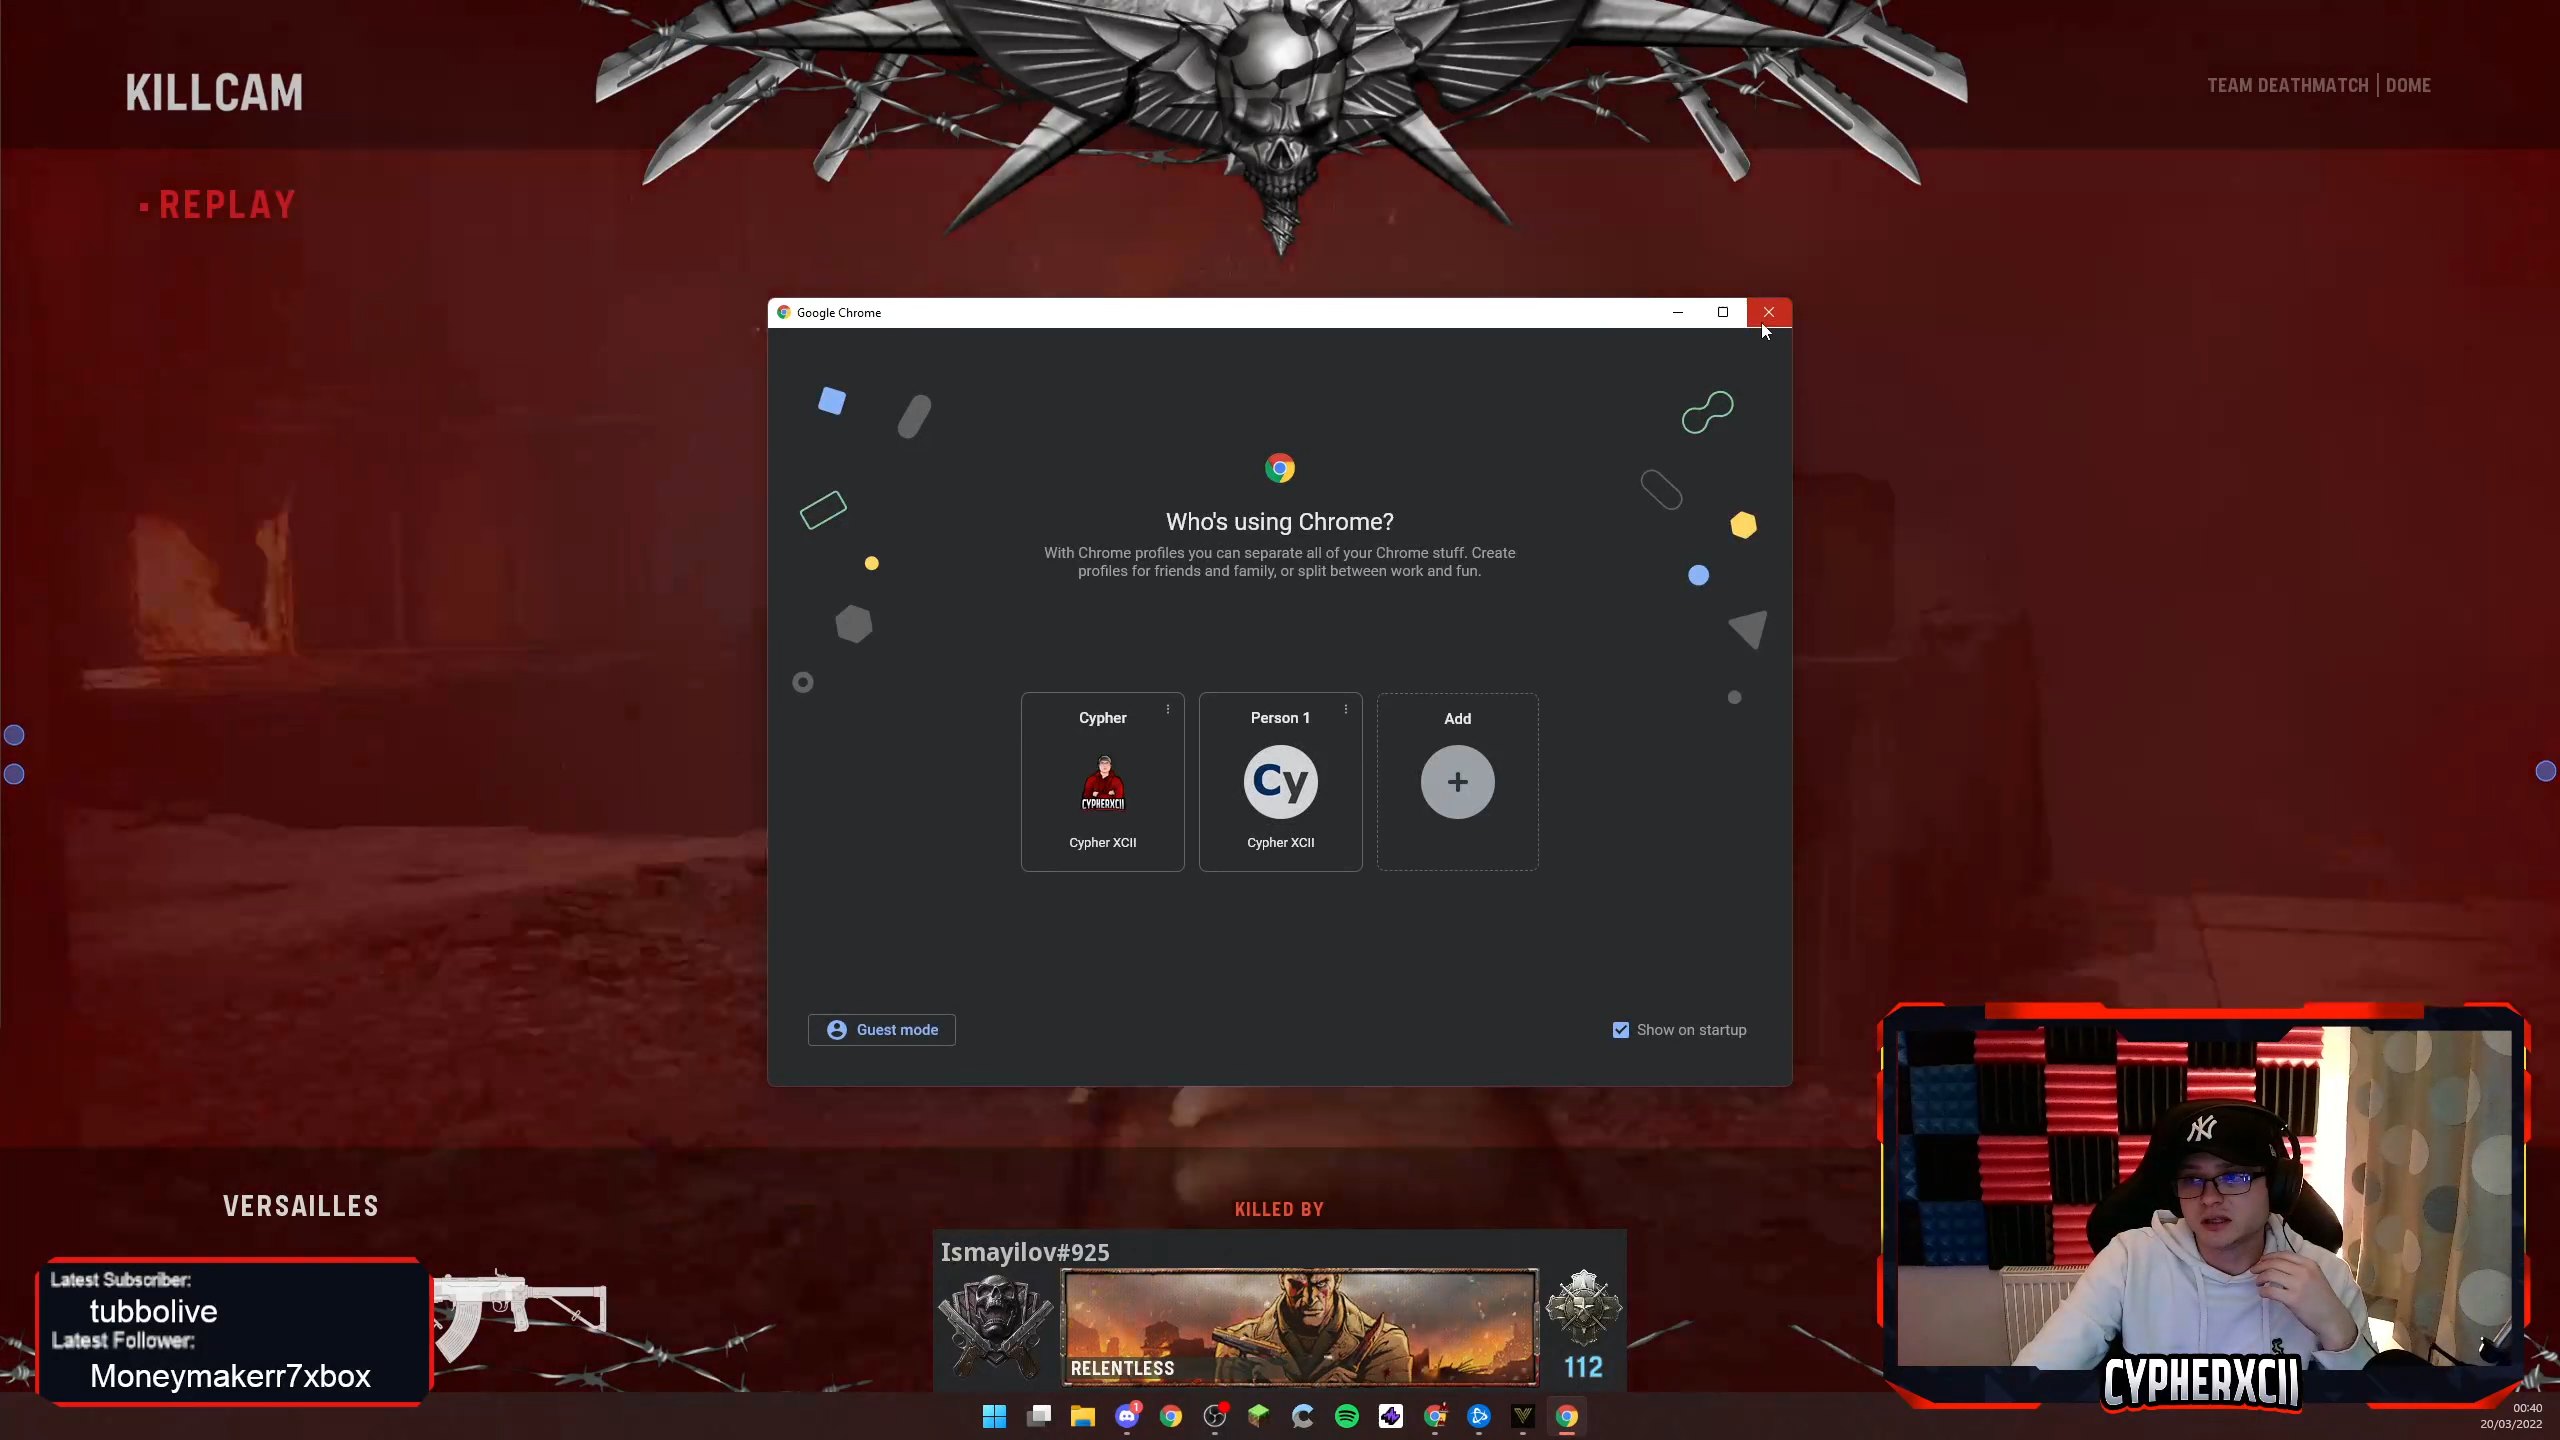 KILLCAM
TEAM DEATHMATCH | DOME
REPLAY
Google Chrome
Who's using Chrome?
With Chrome profiles you can separate all of your Chrome stuff. Create
profiles for friends and family, or split between work and fun.
Cypher
Person 1
Add
CYPHERXCII
Cy
Cypher XCII
Cypher XCII
Guest mode
Show on startup
VERSAILLES
KILLED BY
Ismayilov#925
RELENTLESS
112
Latest Subscriber:
tubbolive
Latest Follower:
Moneymakerr7xbox
NY
CYPHERXCII
1
00:40
20/03/2022